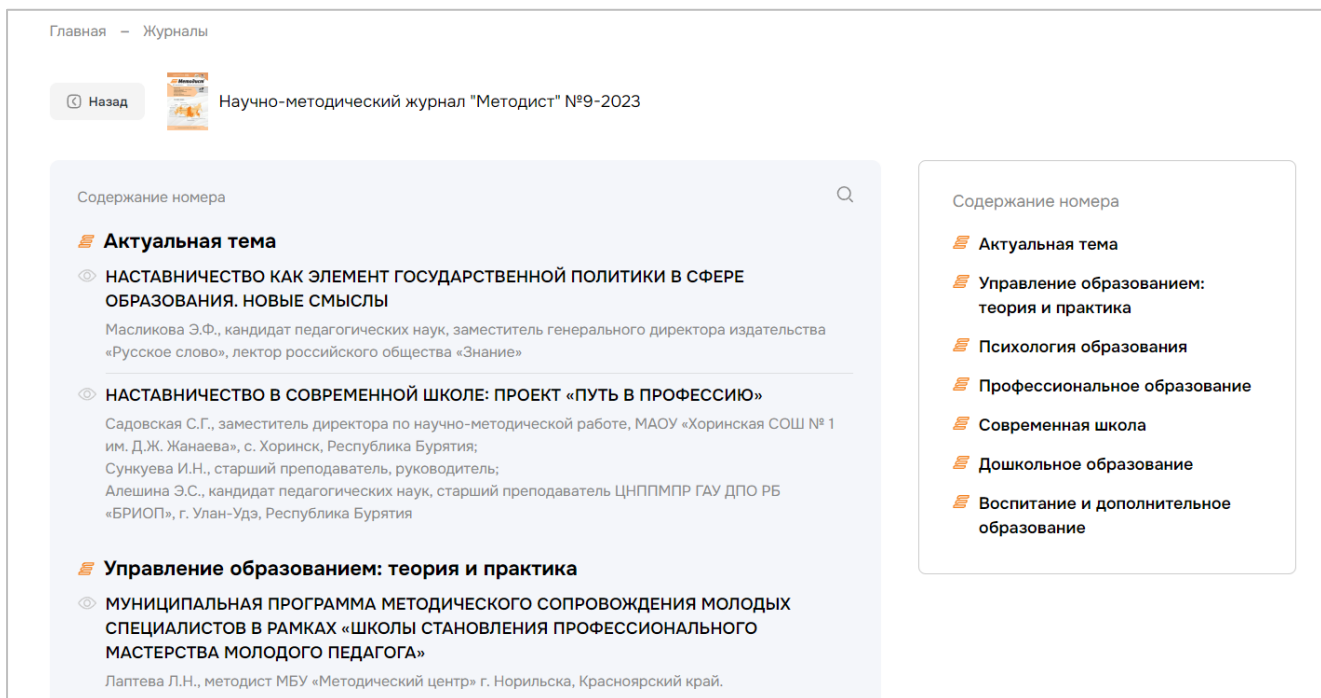 Главная – Журналы
Назад
Методист
Научно-методический журнал "Методист" №9-2023
Содержание номера
Актуальная тема
НАСТАВНИЧЕСТВО КАК ЭЛЕМЕНТ ГОСУДАРСТВЕННОЙ ПОЛИТИКИ В СФЕРЕ
ОБРАЗОВАНИЯ. НОВЫЕ СМЫСЛЫ
Масликова Э.Ф., кандидат педагогических наук, заместитель генерального директора издательства
«Русское слово», лектор российского общества «Знание»
НАСТАВНИЧЕСТВО В СОВРЕМЕННОЙ ШКОЛЕ: ПРОЕКТ «ПУТЬ В ПРОФЕССИЮ»
Садовская С.Г., заместитель директора по научно-методической работе, МАОУ «Хоринская СОШ № 1
им. Д.Ж. Жанаева», с. Хоринск, Республика Бурятия;
Сункуева И.Н., старший преподаватель, руководитель;
Алешина Э.С., кандидат педагогических наук, старший преподаватель ЦНППМПР ГАУ ДПО РБ
«БРИОП», г. Улан-Удэ, Республика Бурятия
Управление образованием: теория и практика
МУНИЦИПАЛЬНАЯ ПРОГРАММА МЕТОДИЧЕСКОГО СОПРОВОЖДЕНИЯ МОЛОДЫХ
СПЕЦИАЛИСТОВ В РАМКАХ «ШКОЛЫ СТАНОВЛЕНИЯ ПРОФЕССИОНАЛЬНОГО
МАСТЕРСТВА МОЛОДОГО ПЕДАГОГА»
Лаптева Л.Н., методист МБУ «Методический центр» г. Норильска, Красноярский край.
Содержание номера
Актуальная тема
Управление образованием:
теория и практика
Психология образования
Профессиональное образование
Современная школа
Дошкольное образование
Воспитание и дополнительное
образование